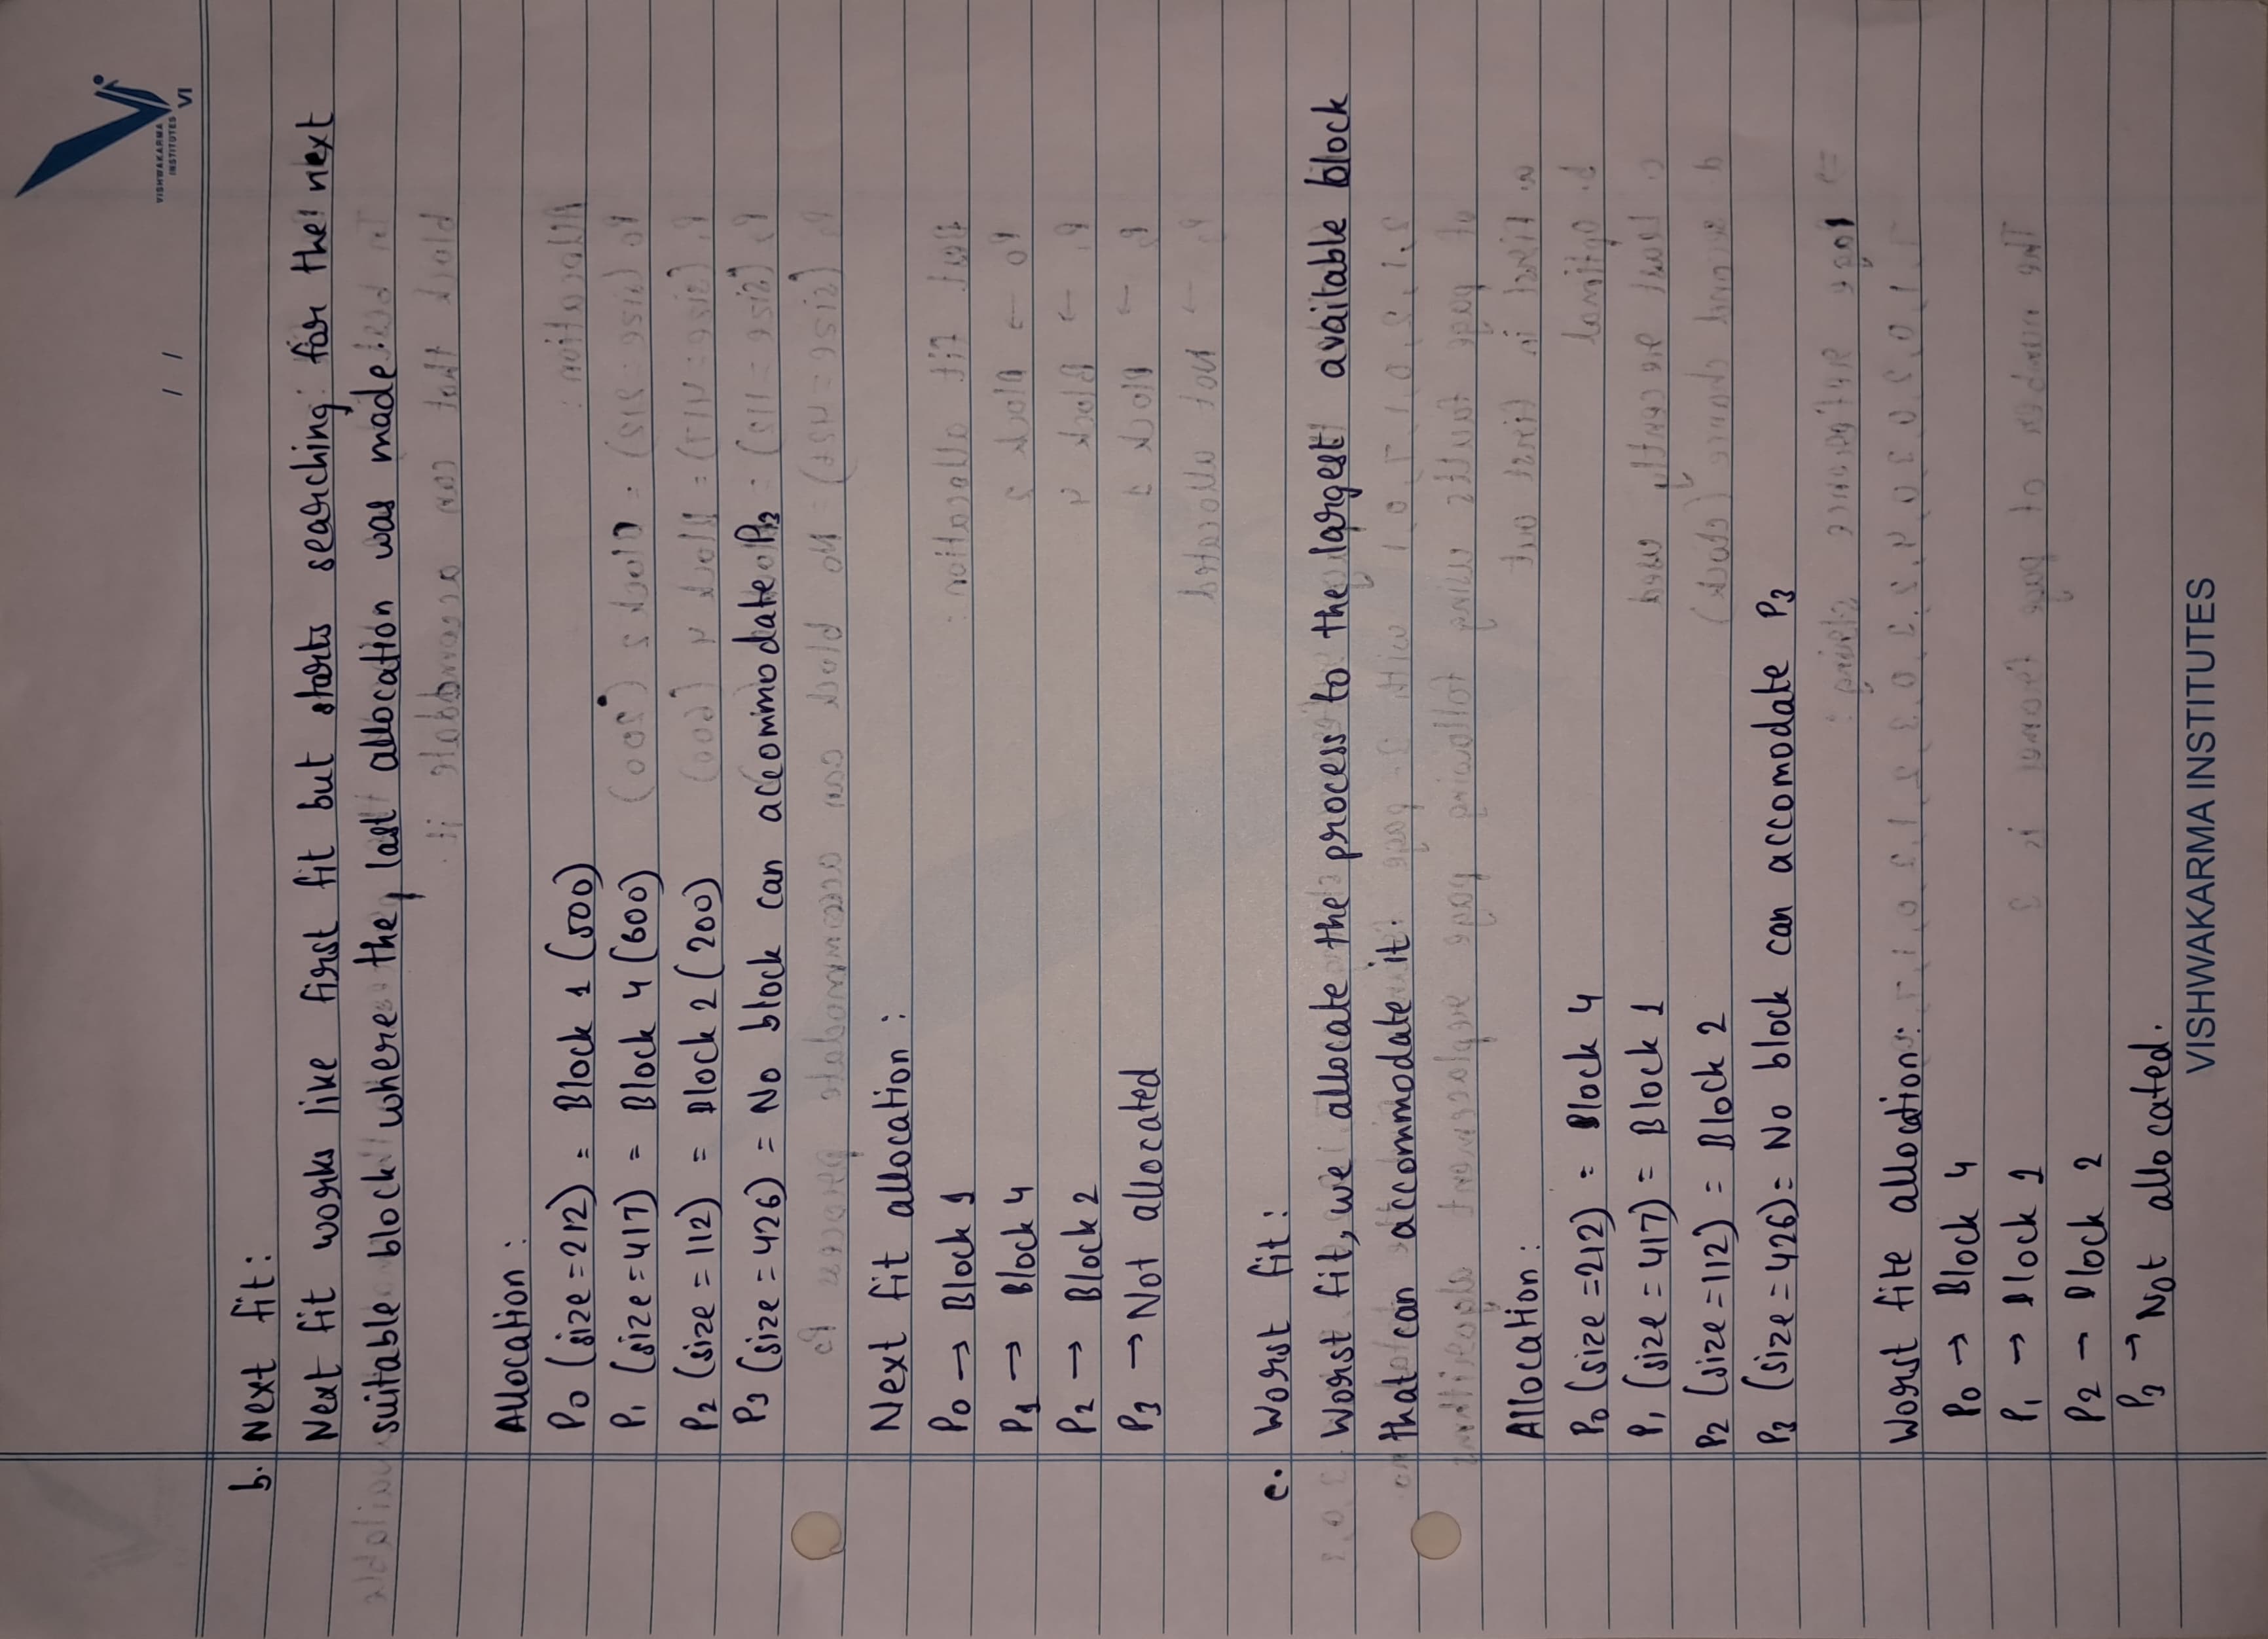 VISHWAKARMA
INSTITUTES
VI
/ /
b. Next fit:
Next fit works like first fit but starts searching for the next
suitable block where the, last allocation was made.
Allocation :
P0 (size=212) = Block 1 (500)
P1 (size=417) = Block 4 (600)
P2 (size = 112) = Block 2 (200)
P3 (size = 426) = No block can accommodate P3
Next fit allocation :
P0 → Block 1
P1 → Block 4
P2 → Block 2
P3 → Not allocated
c. Worst fit:
Worst fit, we allocate the process to the largest available block
that can accommodate it.
Allocation :
P0 (size =212) = Block 4
P1 (size = 417) = Block 1
P2 (size =112) = Block 2
P3 (size = 426) = No block can accomodate P3
Worst fite allocation:
P0 → Block 4
P1 → Block 1
P2 → Block 2
P3 → Not allocated.
VISHWAKARMA INSTITUTES